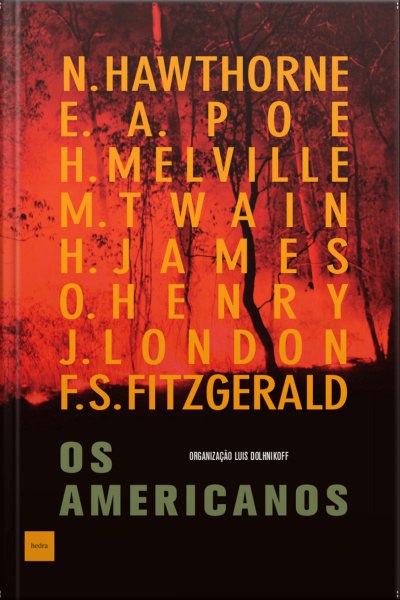 N. HAWTHORNE
E. A. POE
H. MELVILLE
M. TWAIN
H. JAMES
O. HENRY
J. LONDON
F. S. FITZGERALD
OS
ORGANIZAÇÃO LUIS DOLHNIKOFF
AMERICANOS
hedra